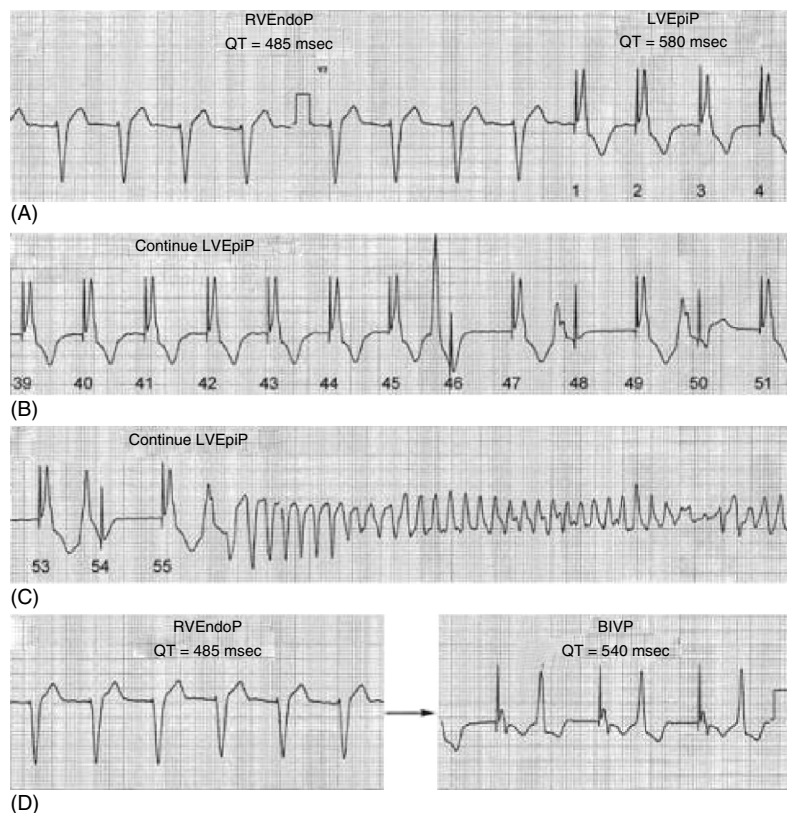 RVEndoP
QT = 485 msec
LVEpiP
QT = 580 msec
1 2 3 4
(A)
Continue LVEpiP
39 40 41 42 43 44 45 46 47 48 49 50 51
(B)
Continue LVEpiP
53 54 55
(C)
RVEndoP
QT = 485 msec
BIVP
QT = 540 msec
(D)